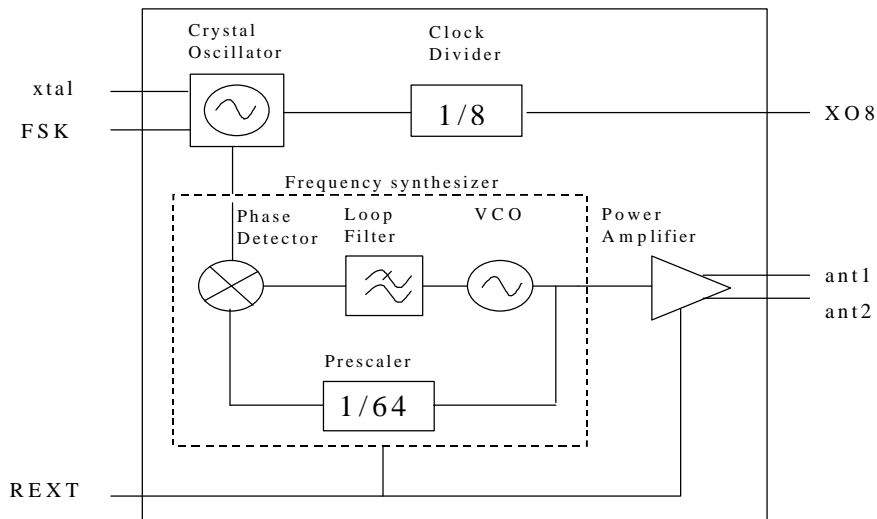 Crystal
Oscillator
Clock
Divider
xtal
FSK
1/8
XO8
Frequency synthesizer
Phase
Detector
Loop
Filter
VCO
Power
Amplifier
ant1
ant2
Prescaler
1/64
REXT